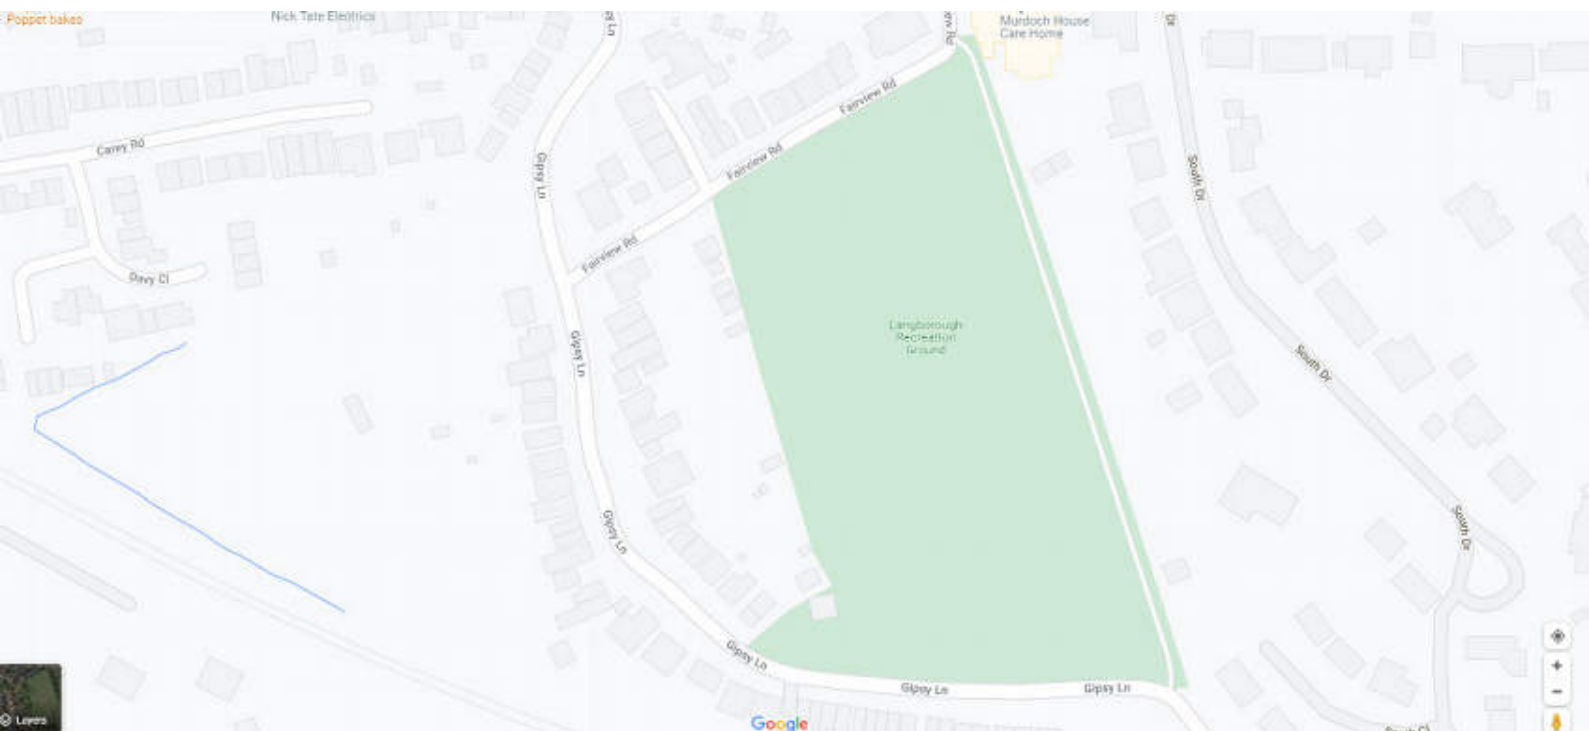 Poppet bakes
Nick Tate Electrics
Murdoch House
Care Home
Dr
Fairview Rd
Carey Rd
Fairview Rd
Gipsy Ln
South Dr
Fairview Rd
Davy Cl
Langborough
Recreation
Ground
Gipsy Ln
South Dr
Gipsy Ln
South Dr
Gipsy Ln
Gipsy Ln
Gipsy Ln
Layers
Google